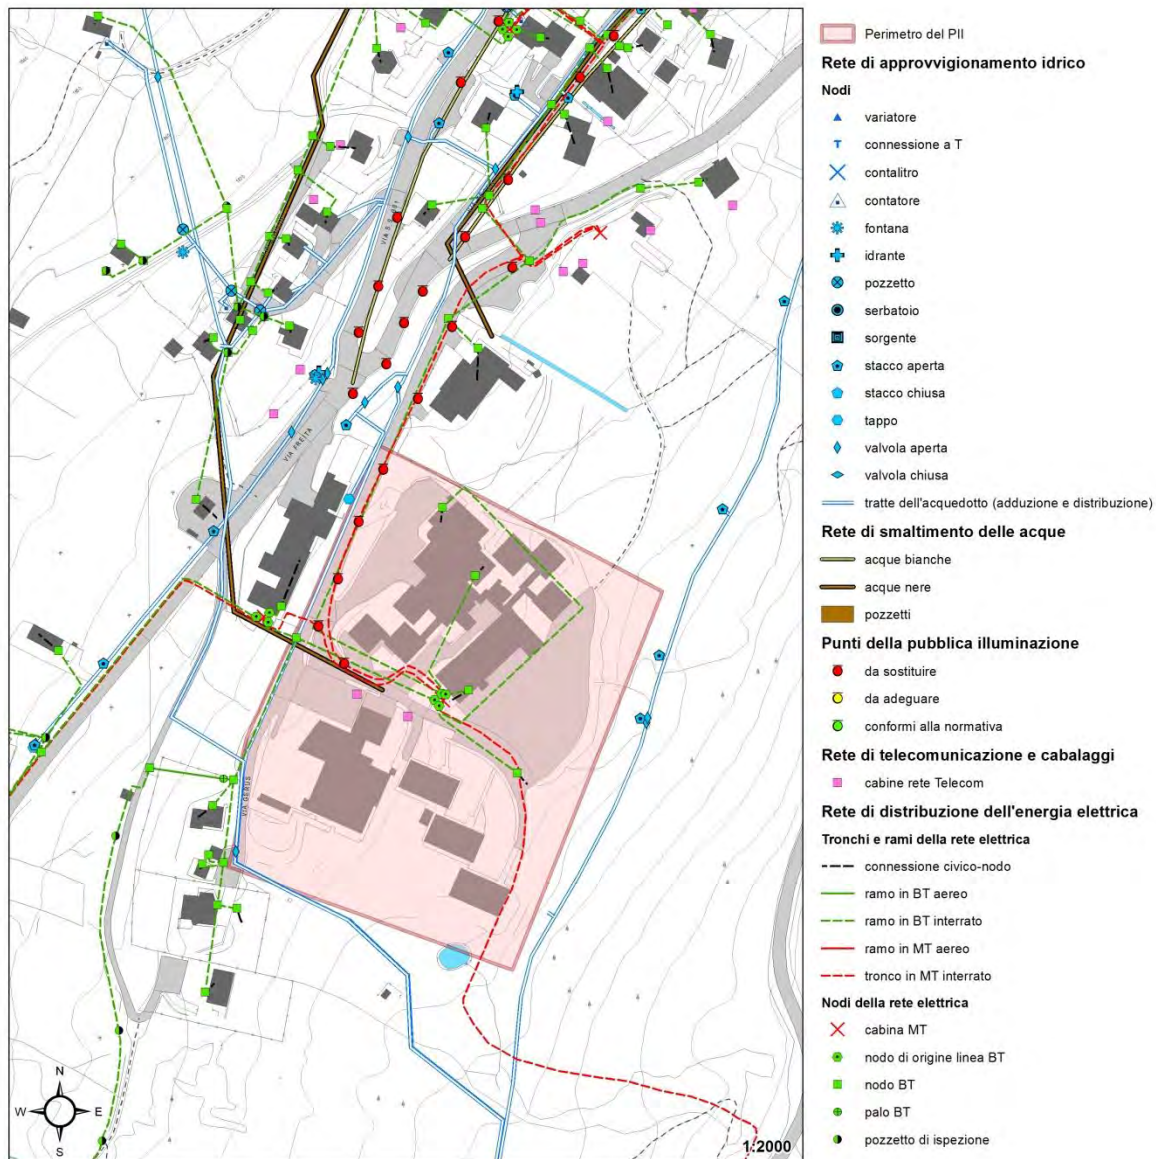 Perimetro del PII
Rete di approvvigionamento idrico
Nodi
variatore
connessione a T
contalitro
contatore
fontana
idrante
pozzetto
serbatoio
sorgente
stacco aperta
stacco chiusa
tappo
valvola aperta
valvola chiusa
tratte dell'acquedotto (adduzione e distribuzione)
Rete di smaltimento delle acque
acque bianche
acque nere
pozzetti
Punti della pubblica illuminazione
da sostituire
da adeguare
conformi alla normativa
Rete di telecomunicazione e cabalaggi
cabine rete Telecom
Rete di distribuzione dell'energia elettrica
Tronchi e rami della rete elettrica
connessione civico-nodo
ramo in BT aereo
ramo in BT interrato
ramo in MT aereo
tronco in MT interrato
Nodi della rete elettrica
cabina MT
nodo di origine linea BT
nodo BT
palo BT
pozzetto di ispezione
VIA FREITA
VIA GENUS
N
W E
S
1:2000